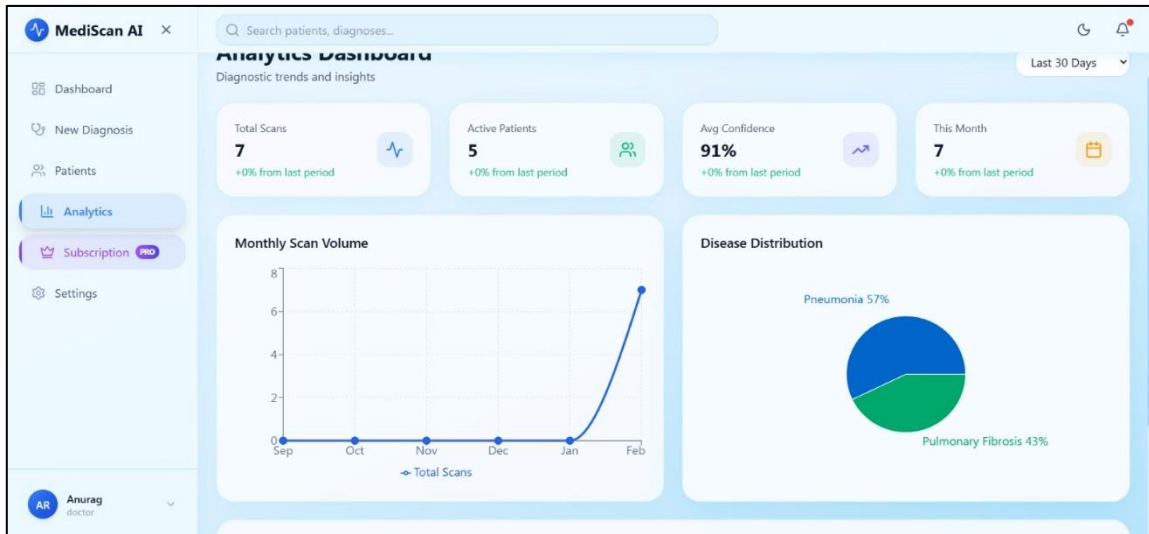 MediScan AI ×
Search patients, diagnoses...
Analytics Dashboard
Diagnostic trends and insights
Last 30 Days
Dashboard
New Diagnosis
Patients
Analytics
Subscription PRO
Settings
Total Scans
7
+0% from last period
Active Patients
5
+0% from last period
Avg Confidence
91%
+0% from last period
This Month
7
+0% from last period
Monthly Scan Volume
8
6
4
2
0
Sep Oct Nov Dec Jan Feb
Total Scans
Disease Distribution
Pneumonia 57%
Pulmonary Fibrosis 43%
AR
Anurag
doctor